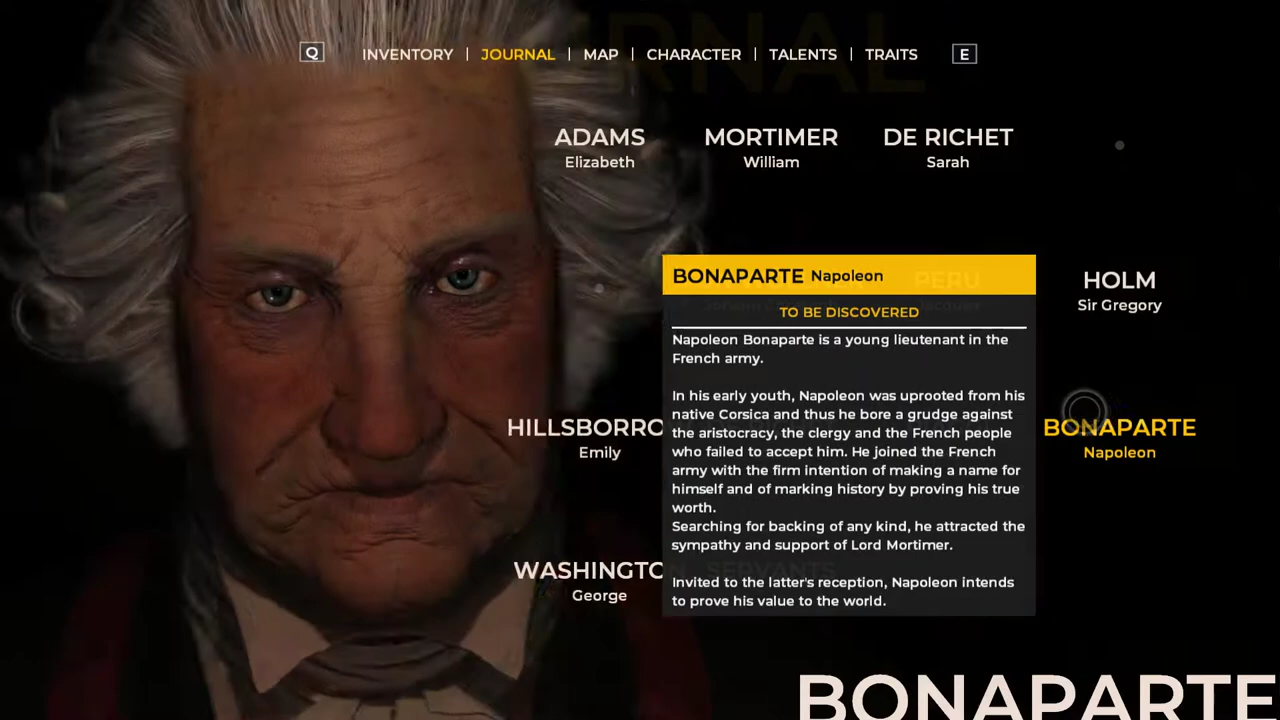 Q INVENTORY | JOURNAL | MAP | CHARACTER | TALENTS | TRAITS E
ADAMS MORTIMER DE RICHET
Elizabeth William Sarah
BONAPARTE Napoleon
PERU
HOLM
Sir Gregory
TO BE DISCOVERED
Napoleon Bonaparte is a young lieutenant in the
French army.
In his early youth, Napoleon was uprooted from his
native Corsica and thus he bore a grudge against
the aristocracy, the clergy and the French people
who failed to accept him. He joined the French
army with the firm intention of making a name for
himself and of marking history by proving his true
worth.
Searching for backing of any kind, he attracted the
sympathy and support of Lord Mortimer.
Invited to the latter's reception, Napoleon intends
to prove his value to the world.
HILLSBORRO
Emily
BONAPARTE
Napoleon
WASHINGTO
George
SERVANTS
BONAPARTE